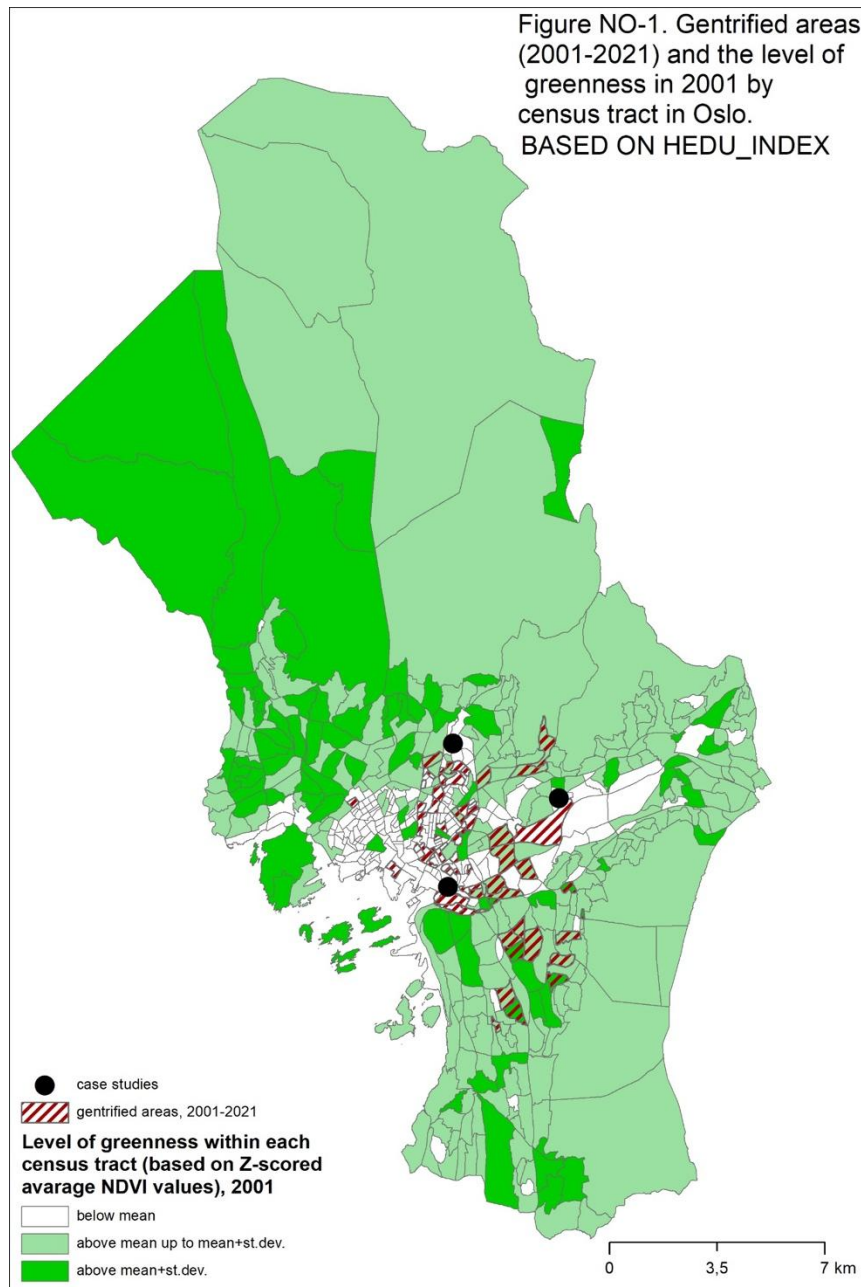 Figure NO-1. Gentrified areas
(2001-2021) and the level of
greenness in 2001 by
census tract in Oslo.
BASED ON HEDU_INDEX
case studies
gentrified areas, 2001-2021
Level of greenness within each
census tract (based on Z-scored
avarage NDVI values), 2001
below mean
above mean up to mean+st.dev.
above mean+st.dev.
0 3,5 7 km